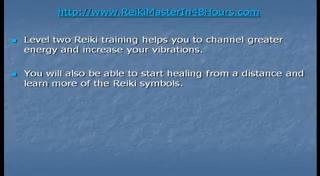 http://www.ReikiMasterIn48Hours.com
Level two Reiki training helps you to channel greater
energy and increase your vibrations.
You will also be able to start healing from a distance and
learn more of the Reiki symbols.